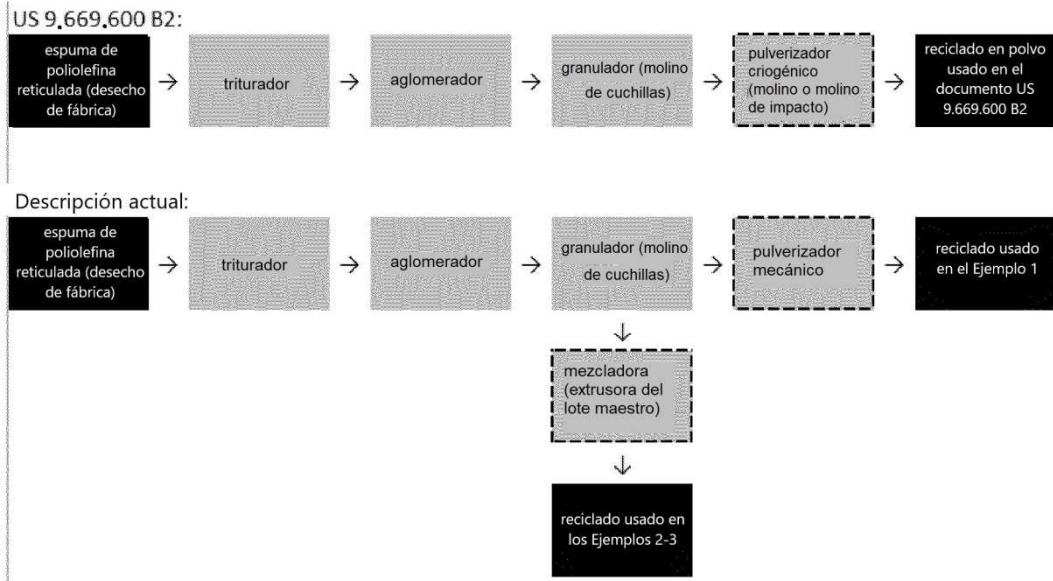 US 9,669,600 B2:
espuma de
poliolefina
reticulada (desecho
de fábrica)
→
triturador
→
aglomerador
→
granulador (molino
de cuchillas)
→
pulverizador
criogénico
(molino o molino
de impacto)
→
reciclado en polvo
usado en el
documento US
9.669.600 B2
Descripción actual:
espuma de
poliolefina
reticulada (desecho
de fábrica)
→
triturador
→
aglomerador
→
granulador (molino
de cuchillas)
→
pulverizador
mecánico
→
reciclado usado
en el Ejemplo 1
↓
mezcladora
(extrusora del
lote maestro)
↓
reciclado usado en
los Ejemplos 2-3